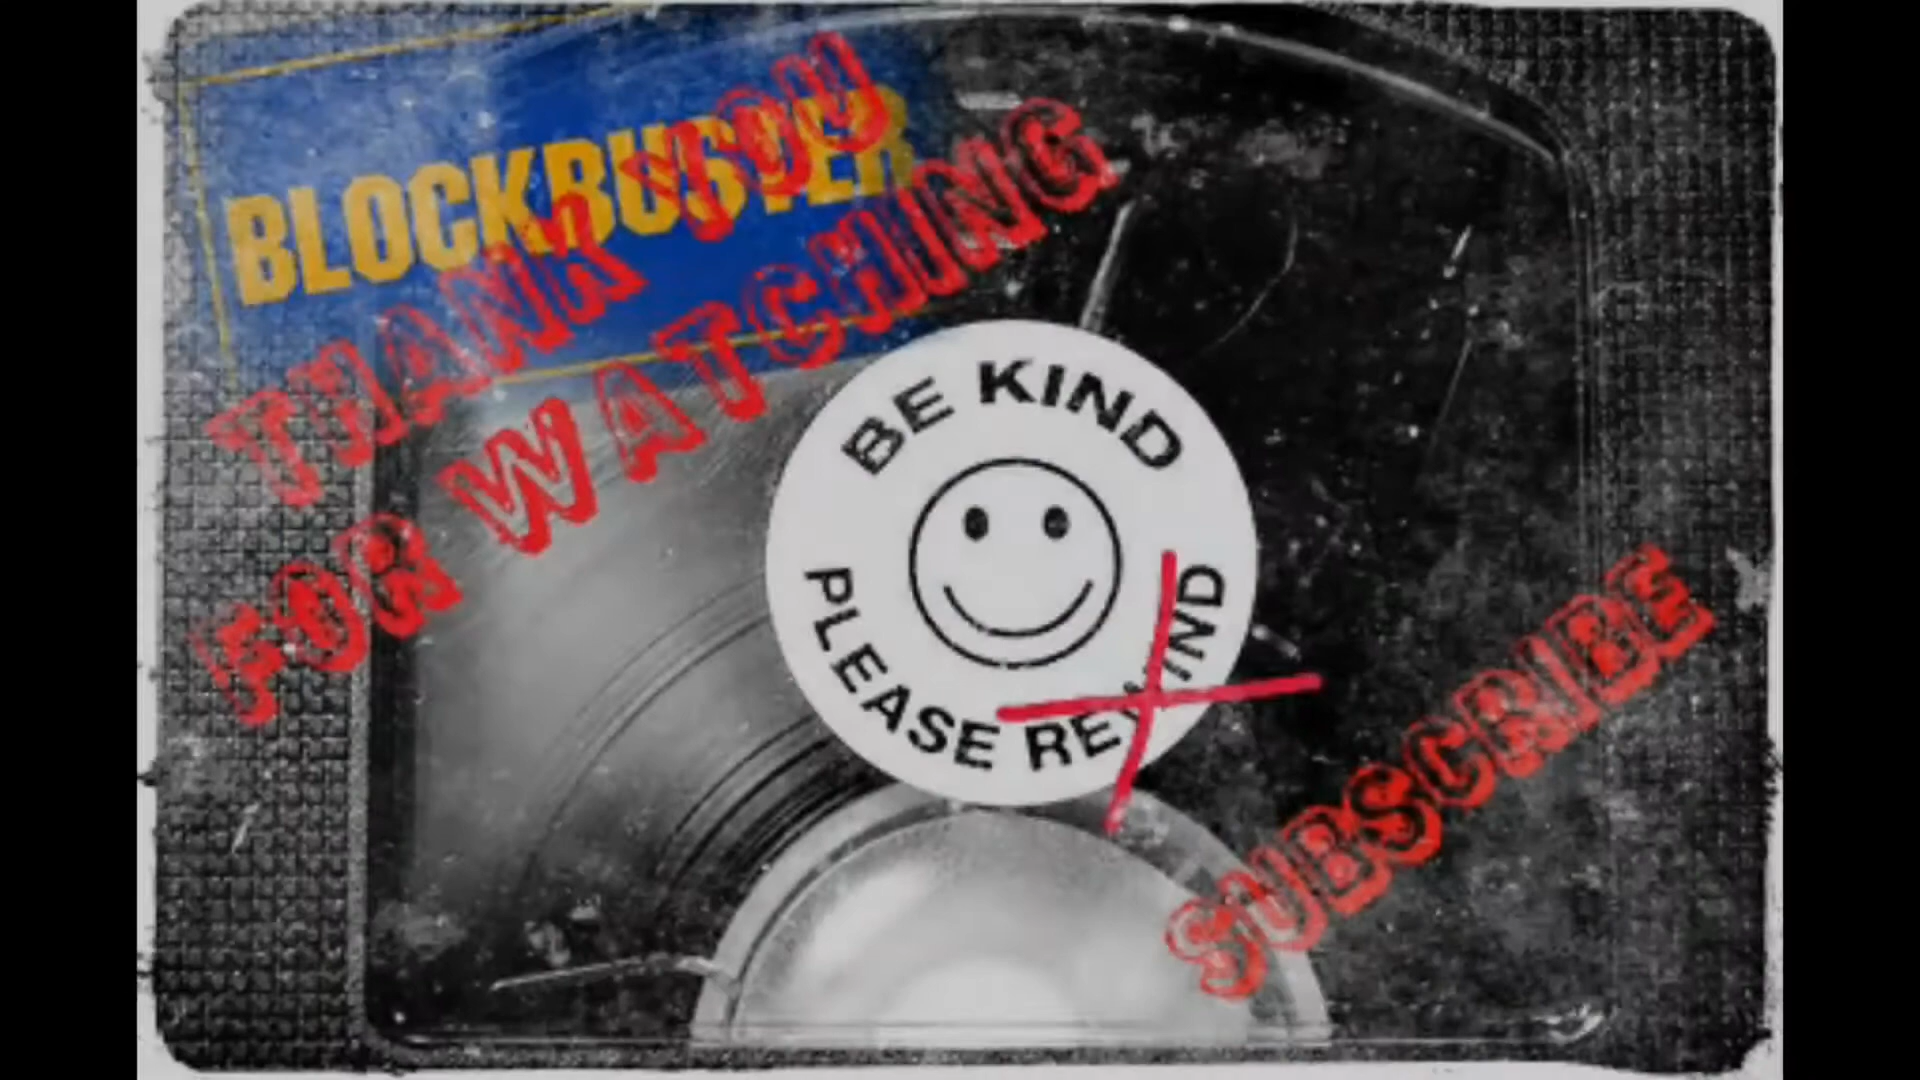 BLOCKBUSTER
THANK YOU
FOR WATCHING
BE KIND
PLEASE REWIND
SUBSCRIBE